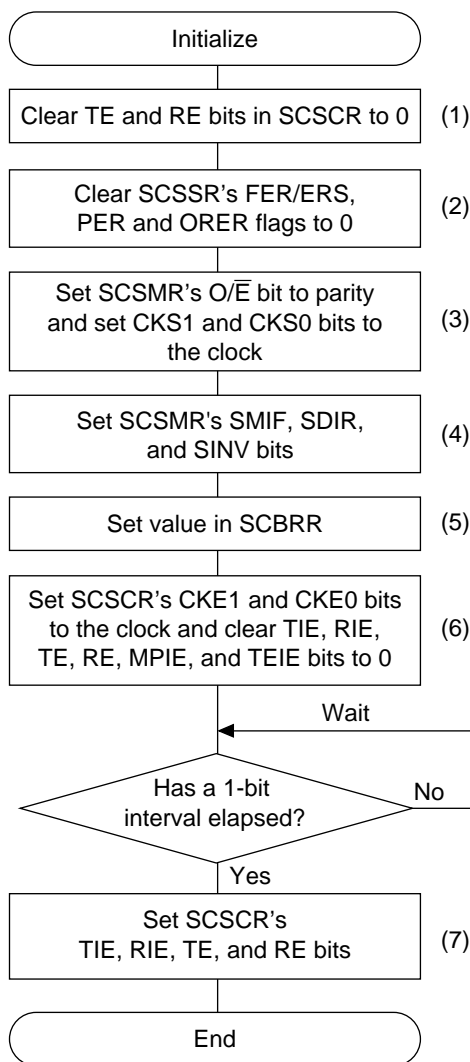 Initialize
Clear TE and RE bits in SCSCR to 0
(1)
Clear SCSSR's FER/ERS,
PER and ORER flags to 0
(2)
Set SCSMR's O/E̅ bit to parity
and set CKS1 and CKS0 bits to
the clock
(3)
Set SCSMR's SMIF, SDIR,
and SINV bits
(4)
Set value in SCBRR
(5)
Set SCSCR's CKE1 and CKE0 bits
to the clock and clear TIE, RIE,
TE, RE, MPIE, and TEIE bits to 0
(6)
Wait
Has a 1-bit
interval elapsed?
No
Yes
Set SCSCR's
TIE, RIE, TE, and RE bits
(7)
End